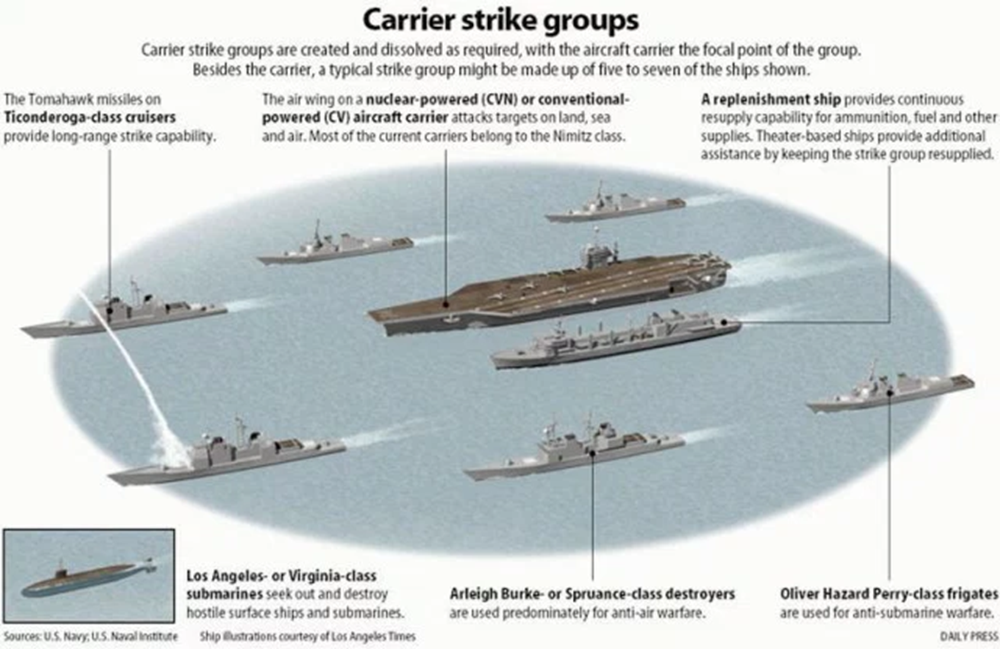 Carrier strike groups
Carrier strike groups are created and dissolved as required, with the aircraft carrier the focal point of the group.
Besides the carrier, a typical strike group might be made up of five to seven of the ships shown.
The Tomahawk missiles on
Ticonderoga-class cruisers
provide long-range strike capability.
The air wing on a nuclear-powered (CVN) or conventional-
powered (CV) aircraft carrier attacks targets on land, sea
and air. Most of the current carriers belong to the Nimitz class.
A replenishment ship provides continuous
resupply capability for ammunition, fuel and other
supplies. Theater-based ships provide additional
assistance by keeping the strike group resupplied.
Los Angeles- or Virginia-class
submarines seek out and destroy
hostile surface ships and submarines.
Arleigh Burke- or Spruance-class destroyers
are used predominately for anti-air warfare.
Oliver Hazard Perry-class frigates
are used for anti-submarine warfare.
Sources: U.S. Navy; U.S. Naval Institute
Ship illustrations courtesy of Los Angeles Times
DAILY PRESS